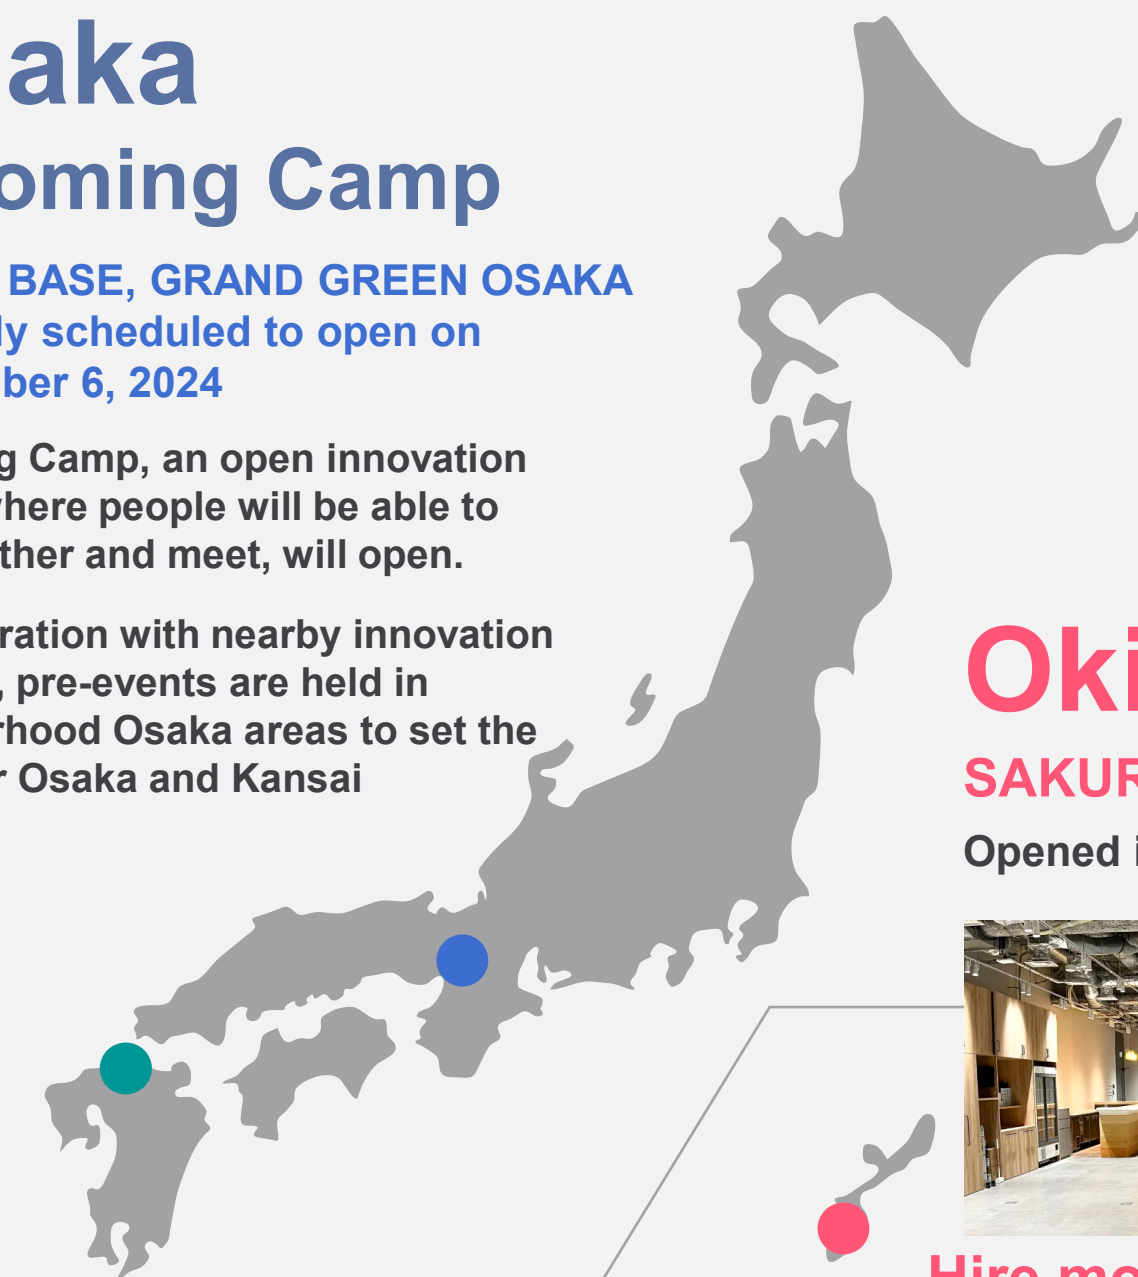 aka
oming Camp
BASE, GRAND GREEN OSAKA
ly scheduled to open on
ber 6, 2024
g Camp, an open innovation
where people will be able to
ther and meet, will open.
ration with nearby innovation
, pre-events are held in
rhood Osaka areas to set the
r Osaka and Kansai
Oki
SAKUR
Opened i
Hire mo